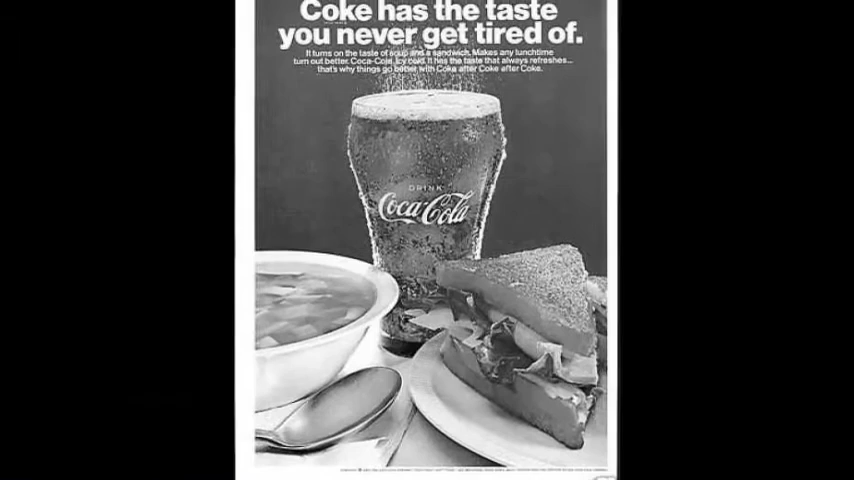 Coke has the taste
you never get tired of.
It turns on the taste of soup and a sandwich. Makes any lunchtime
turn out better. Coca-Cola, icy cold. It has the taste that always refreshes...
that's why things go better with Coke after Coke after Coke.
DRINK
Coca-Cola